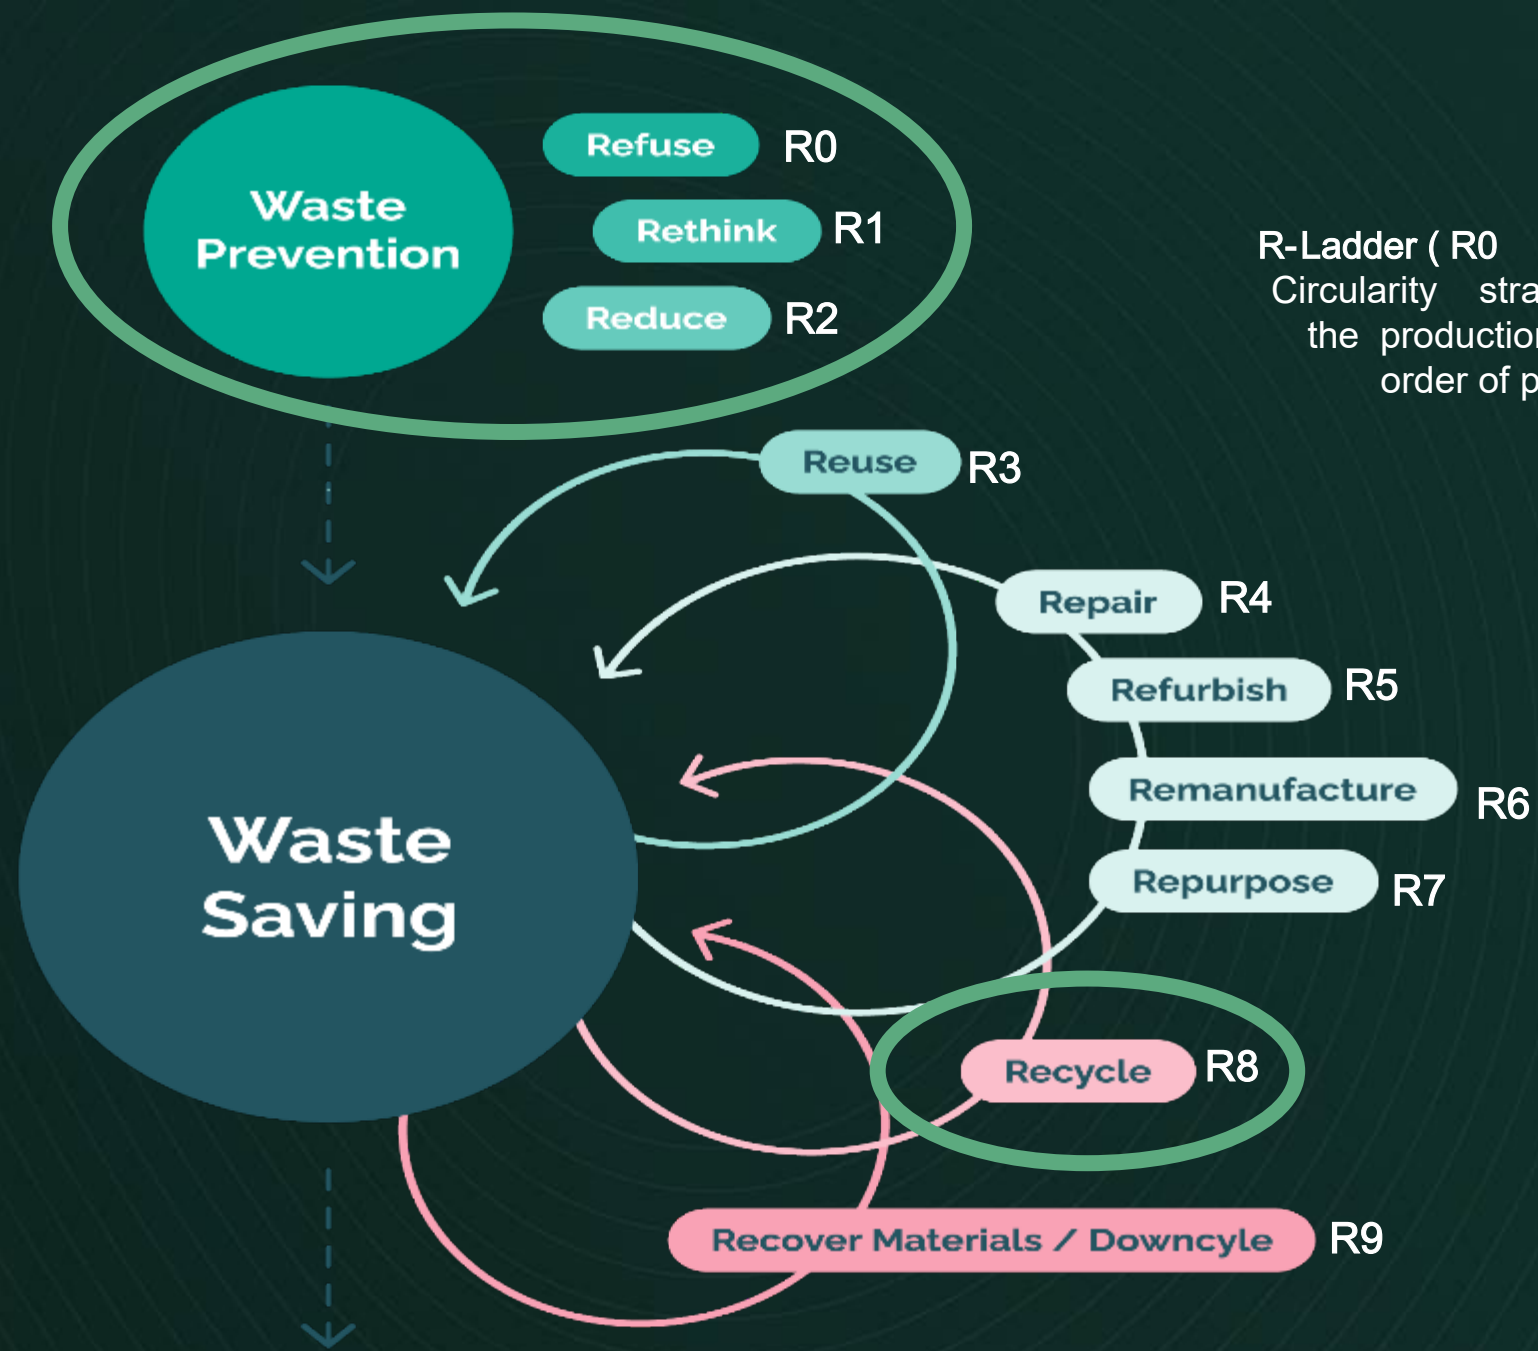 Waste
Prevention
Refuse R0
Rethink R1
Reduce R2
R-Ladder ( R0
Circularity
the
order of
Reuse R3
Repair R4
Refurbish R5
Remanufacture R6
Repurpose R7
Waste
Saving
Recycle R8
Recover Materials / Downcyle R9